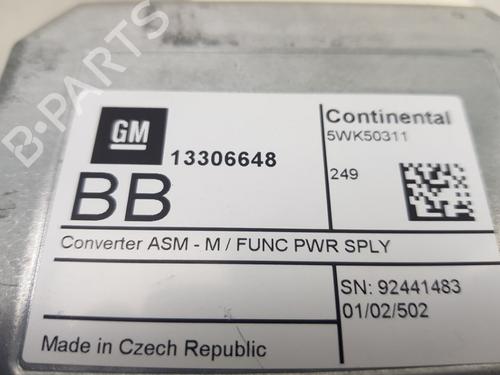 B-PARTS
GM
13306648
BB
Continental
5WK50311
249
Converter ASM - M / FUNC PWR SPLY
SN: 92441483
01/02/502
Made in Czech Republic